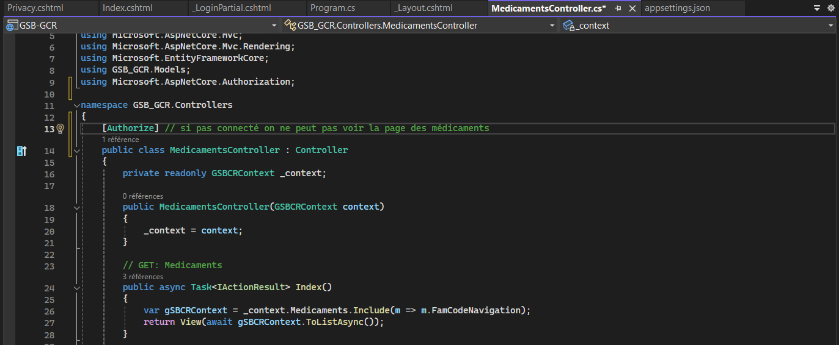 Privacy.cshtml Index.cshtml _LoginPartial.cshtml Program.cs _Layout.cshtml MedicamentsController.cs* appsettings.json
GSB-GCR GSB_GCR.Controllers.MedicamentsController _context
5 using Microsoft.AspNetCore.Mvc;
6 using Microsoft.AspNetCore.Mvc.Rendering;
7 using Microsoft.EntityFrameworkCore;
8 using GSB_GCR.Models;
9 using Microsoft.AspNetCore.Authorization;
10
11 namespace GSB_GCR.Controllers
12 {
13 [Authorize] // si pas connecté on ne peut pas voir la page des médicaments
1 référence
14 public class MedicamentsController : Controller
15 {
16 private readonly GSBCRContext _context;
17
0 références
18 public MedicamentsController(GSBCRContext context)
19 {
20 _context = context;
21 }
22
23 // GET: Medicaments
3 références
24 public async Task<IActionResult> Index()
25 {
26 var gSBCRContext = _context.Medicaments.Include(m => m.FamCodeNavigation);
27 return View(await gSBCRContext.ToListAsync());
28 }